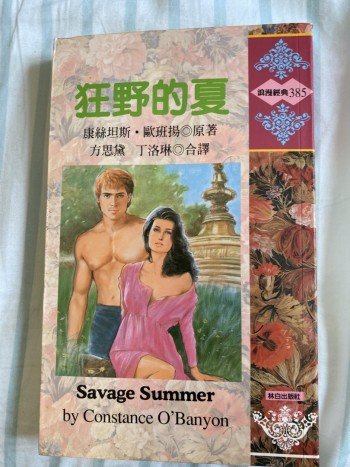 狂野的夏
浪漫經典385
康絲坦斯·歐班揚◎原著
方思黛 丁洛琳◎合譯
Savage Summer
by Constance O'Banyon
林白出版社